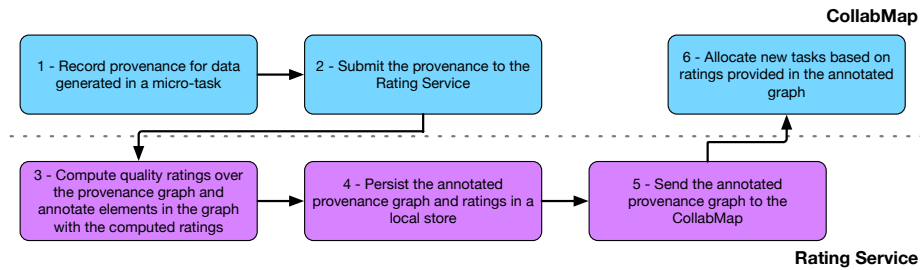 CollabMap
1 - Record provenance for data
generated in a micro-task
2 - Submit the provenance to the
Rating Service
6 - Allocate new tasks based on
ratings provided in the annotated
graph
3 - Compute quality ratings over
the provenance graph and
annotate elements in the graph
with the computed ratings
4 - Persist the annotated
provenance graph and ratings in a
local store
5 - Send the annotated
provenance graph to the
CollabMap
Rating Service